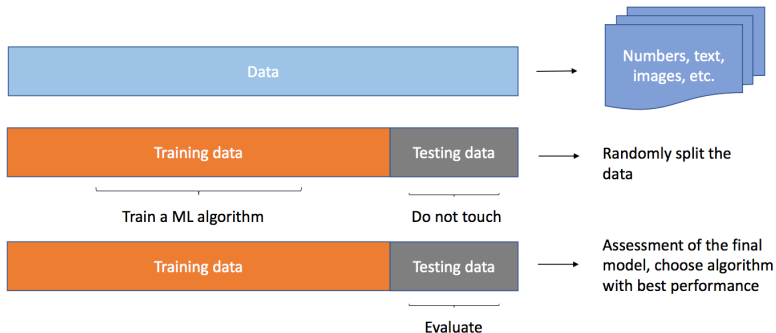 Data
Numbers, text,
images, etc.
Training data
Testing data
Randomly split the
data
Train a ML algorithm
Do not touch
Training data
Testing data
Assessment of the final
model, choose algorithm
with best performance
Evaluate